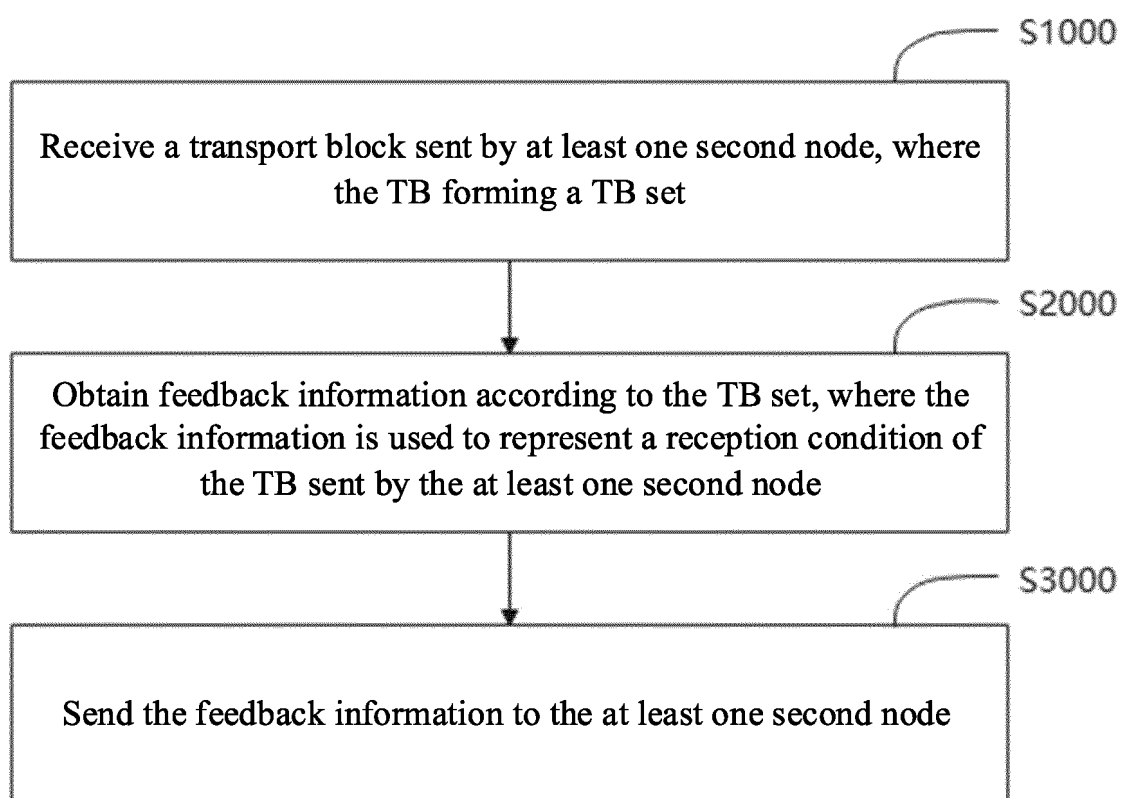 S1000
Receive a transport block sent by at least one second node, where
the TB forming a TB set
S2000
Obtain feedback information according to the TB set, where the
feedback information is used to represent a reception condition of
the TB sent by the at least one second node
S3000
Send the feedback information to the at least one second node